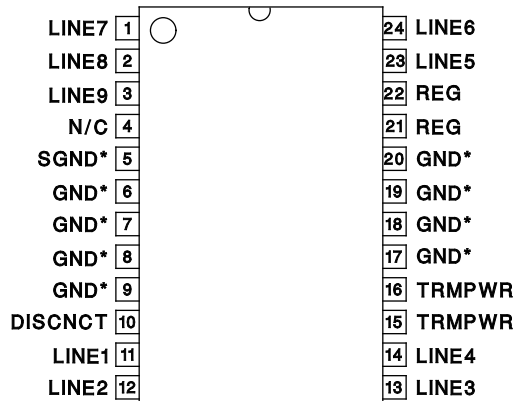 LINE7 1 24 LINE6
LINE8 2 23 LINE5
LINE9 3 22 REG
N/C 4 21 REG
SGND* 5 20 GND*
GND* 6 19 GND*
GND* 7 18 GND*
GND* 8 17 GND*
GND* 9 16 TRMPWR
DISCNCT 10 15 TRMPWR
LINE1 11 14 LINE4
LINE2 12 13 LINE3